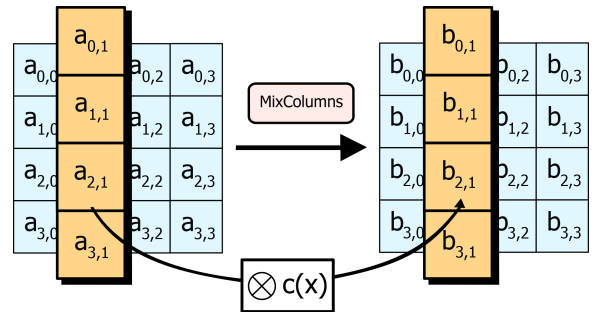 a0,1 b0,1
a0,0 a0,2 a0,3 b0,0 b0,2 b0,3
a1,0 a1,1 a1,2 a1,3 MixColumns b1,0 b1,1 b1,2 b1,3
a2,0 a2,1 a2,2 a2,3 b2,0 b2,1 b2,2 b2,3
a3,0 a3,1 a3,2 a3,3 b3,0 b3,1 b3,2 b3,3
⊗ c(x)